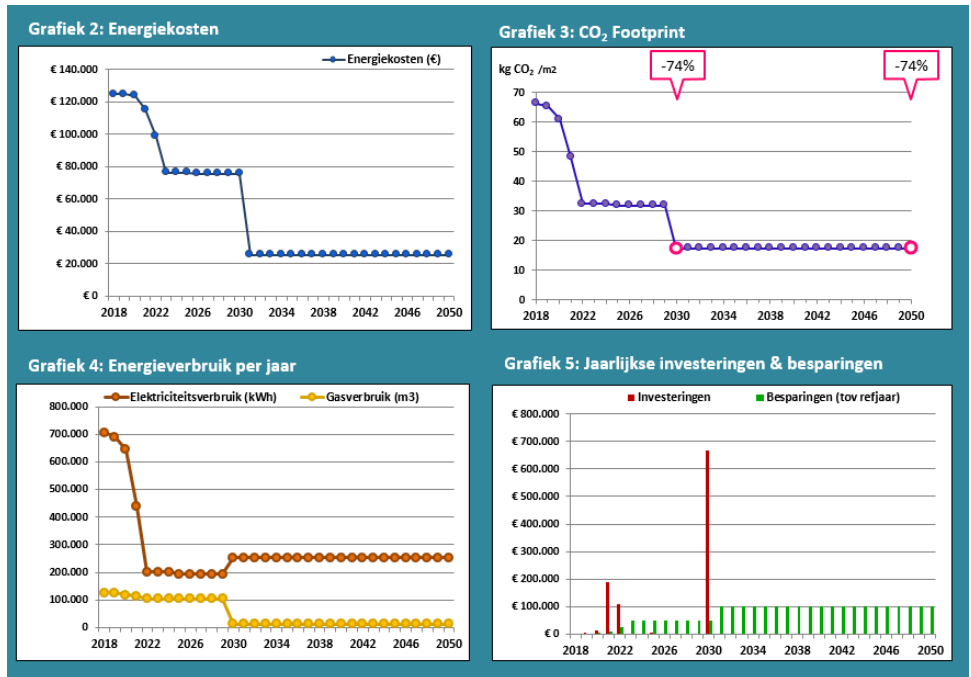 Grafiek 2: Energiekosten
Energiekosten (€)
€ 140.000
€ 120.000
€ 100.000
€ 80.000
€ 60.000
€ 40.000
€ 20.000
€ 0
2018 2022 2026 2030 2034 2038 2042 2046 2050
Grafiek 3: CO₂ Footprint
-74% -74%
kg CO₂ /m2
70
60
50
40
30
20
10
0
2018 2022 2026 2030 2034 2038 2042 2046 2050
Grafiek 4: Energieverbruik per jaar
Elektriciteitsverbruik (kWh) Gasverbruik (m3)
800.000
700.000
600.000
500.000
400.000
300.000
200.000
100.000
0
2018 2022 2026 2030 2034 2038 2042 2046 2050
Grafiek 5: Jaarlijkse investeringen & besparingen
Investeringen Besparingen (tov refjaar)
€ 800.000
€ 700.000
€ 600.000
€ 500.000
€ 400.000
€ 300.000
€ 200.000
€ 100.000
€ 0
2018 2022 2026 2030 2034 2038 2042 2046 2050